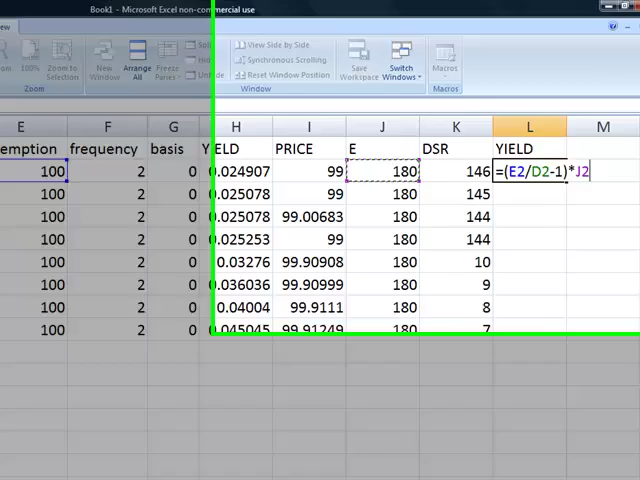 Book1 - Microsoft Excel non-commercial use
View
Zoom 100% Zoom to Selection New Window Arrange All Freeze Panes Split View Side by Side Synchronous Scrolling Reset Window Position Save Workspace Switch Windows Macros
Zoom Window Macros
E F G H I J K L M
emption frequency basis YIELD PRICE E DSR YIELD
100 2 0 0.024907 99 180 146 =(E2/D2-1)*J2
100 2 0 0.025078 99 180 145
100 2 0 0.025078 99.00683 180 144
100 2 0 0.025253 99 180 144
100 2 0 0.03276 99.90908 180 10
100 2 0 0.036036 99.90999 180 9
100 2 0 0.04004 99.9111 180 8
100 2 0 0.045045 99.91249 180 7